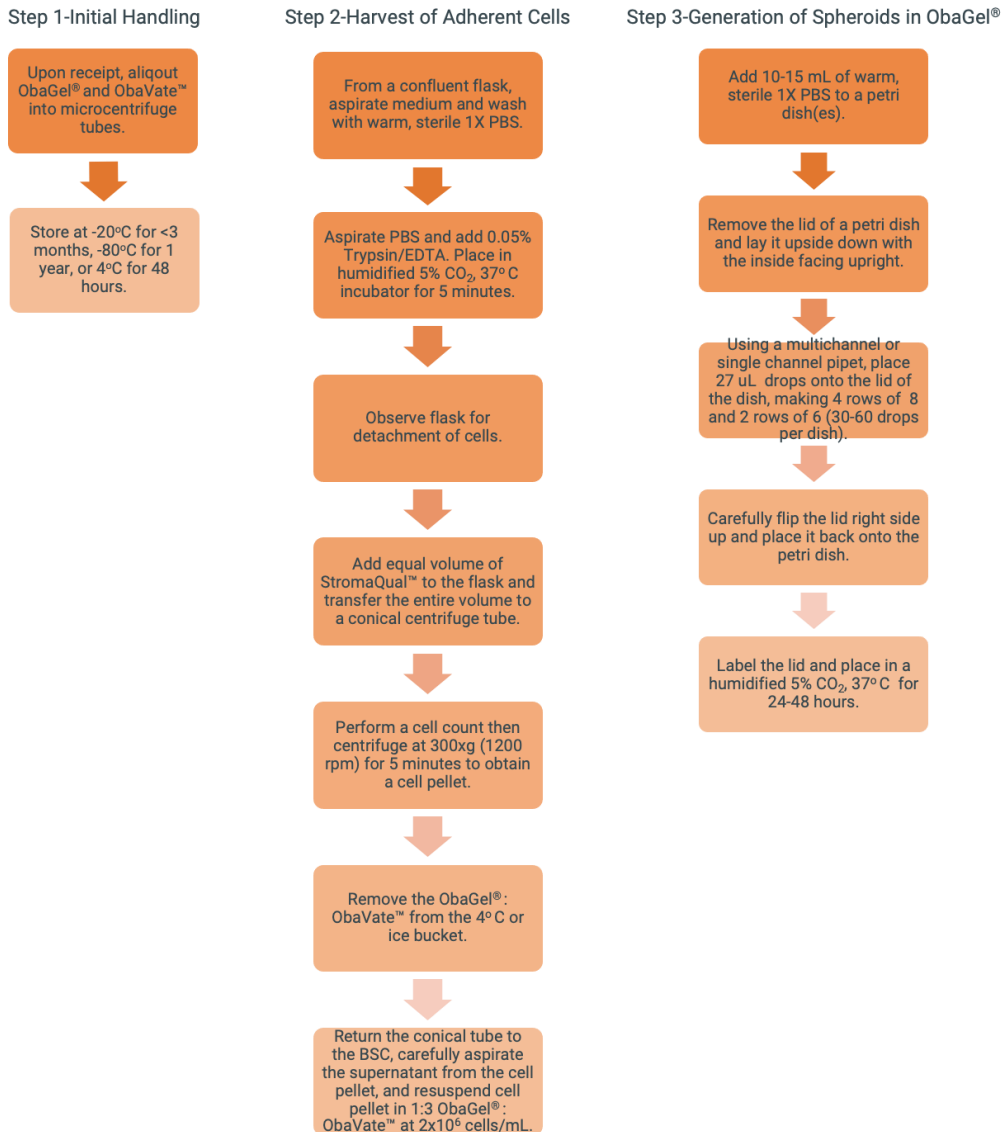 Step 1-Initial Handling
Upon receipt, aliqout
ObaGel® and ObaVate™
into microcentrifuge
tubes.
Store at -20ºC for <3
months, -80ºC for 1
year, or 4ºC for 48
hours.
Step 2-Harvest of Adherent Cells
From a confluent flask,
aspirate medium and wash
with warm, sterile 1X PBS.
Aspirate PBS and add 0.05%
Trypsin/EDTA. Place in
humidified 5% CO₂, 37º C
incubator for 5 minutes.
Observe flask for
detachment of cells.
Add equal volume of
StromaQual™ to the flask and
transfer the entire volume to
a conical centrifuge tube.
Perform a cell count then
centrifuge at 300xg (1200
rpm) for 5 minutes to obtain
a cell pellet.
Remove the ObaGel® :
ObaVate™ from the 4º C or
ice bucket.
Return the conical tube to
the BSC, carefully aspirate
the supernatant from the cell
pellet, and resuspend cell
pellet in 1:3 ObaGel® :
ObaVate™ at 2x10⁶ cells/mL.
Step 3-Generation of Spheroids in ObaGel®
Add 10-15 mL of warm,
sterile 1X PBS to a petri
dish(es).
Remove the lid of a petri dish
and lay it upside down with
the inside facing upright.
Using a multichannel or
single channel pipet, place
27 uL drops onto the lid of
the dish, making 4 rows of 8
and 2 rows of 6 (30-60 drops
per dish).
Carefully flip the lid right side
up and place it back onto the
petri dish.
Label the lid and place in a
humidified 5% CO₂, 37º C for
24-48 hours.